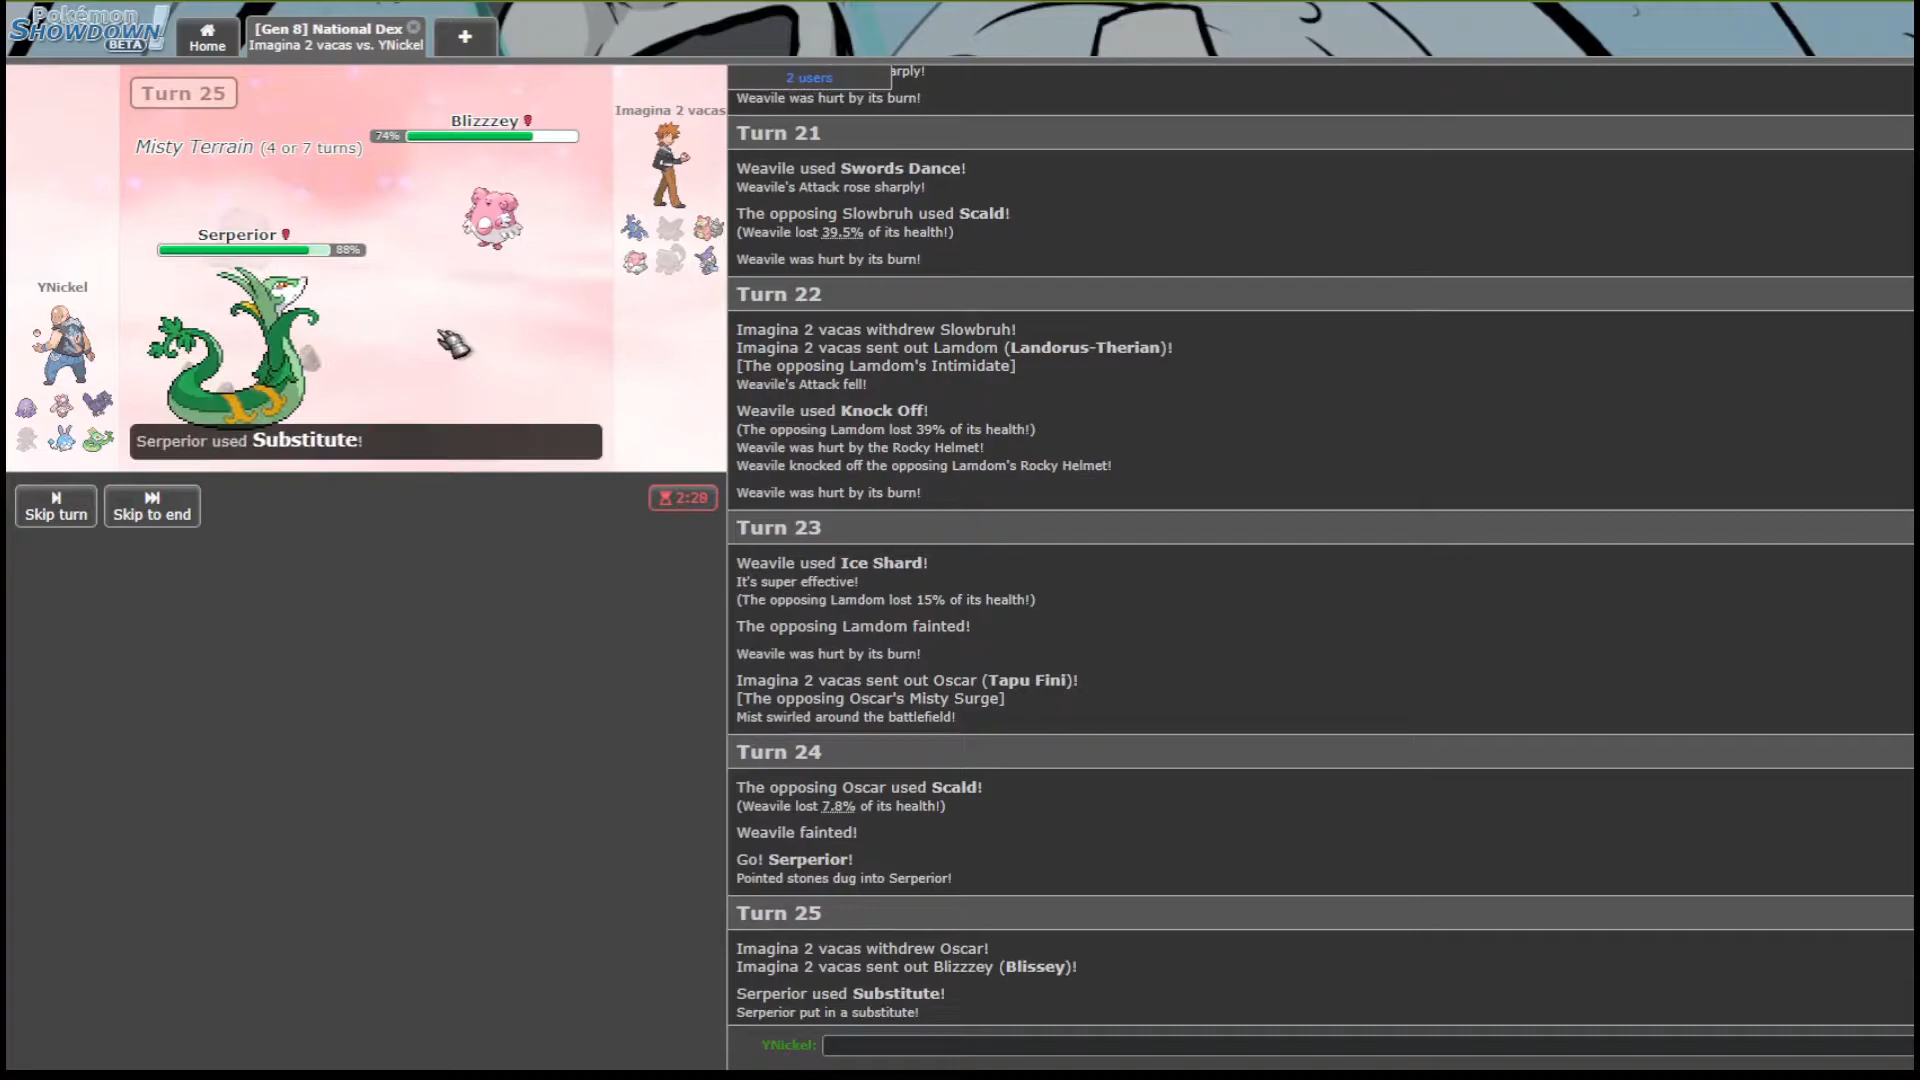 Pokémon
SHOWDOWN
BETA
Home
[Gen 8] National Dex
Imagina 2 vacas vs. YNickel
+
Turn 25
Misty Terrain (4 or 7 turns)
Blizzzey
74%
Imagina 2 vacas
Serperior
88%
YNickel
Serperior used Substitute!
Skip turn
Skip to end
2:28
2 users
arply!
Weavile was hurt by its burn!
Turn 21
Weavile used Swords Dance!
Weavile's Attack rose sharply!
The opposing Slowbruh used Scald!
(Weavile lost 39.5% of its health!)
Weavile was hurt by its burn!
Turn 22
Imagina 2 vacas withdrew Slowbruh!
Imagina 2 vacas sent out Lamdom (Landorus-Therian)!
[The opposing Lamdom's Intimidate]
Weavile's Attack fell!
Weavile used Knock Off!
(The opposing Lamdom lost 39% of its health!)
Weavile was hurt by the Rocky Helmet!
Weavile knocked off the opposing Lamdom's Rocky Helmet!
Weavile was hurt by its burn!
Turn 23
Weavile used Ice Shard!
It's super effective!
(The opposing Lamdom lost 15% of its health!)
The opposing Lamdom fainted!
Weavile was hurt by its burn!
Imagina 2 vacas sent out Oscar (Tapu Fini)!
[The opposing Oscar's Misty Surge]
Mist swirled around the battlefield!
Turn 24
The opposing Oscar used Scald!
(Weavile lost 7.8% of its health!)
Weavile fainted!
Go! Serperior!
Pointed stones dug into Serperior!
Turn 25
Imagina 2 vacas withdrew Oscar!
Imagina 2 vacas sent out Blizzzey (Blissey)!
Serperior used Substitute!
Serperior put in a substitute!
YNickel: